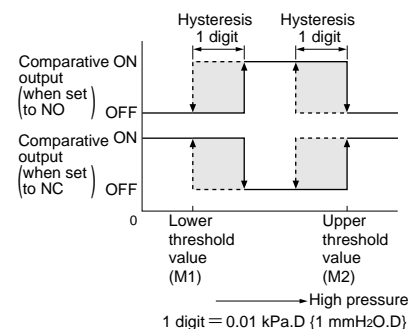 Hysteresis Hysteresis
1 digit 1 digit
Comparative ON
output
(when set
to NO) OFF
Comparative ON
output
(when set
to NC) OFF
0
Lower
threshold
value
(M1)
Upper
threshold
value
(M2)
High pressure
1 digit = 0.01 kPa.D {1 mmH2O.D}